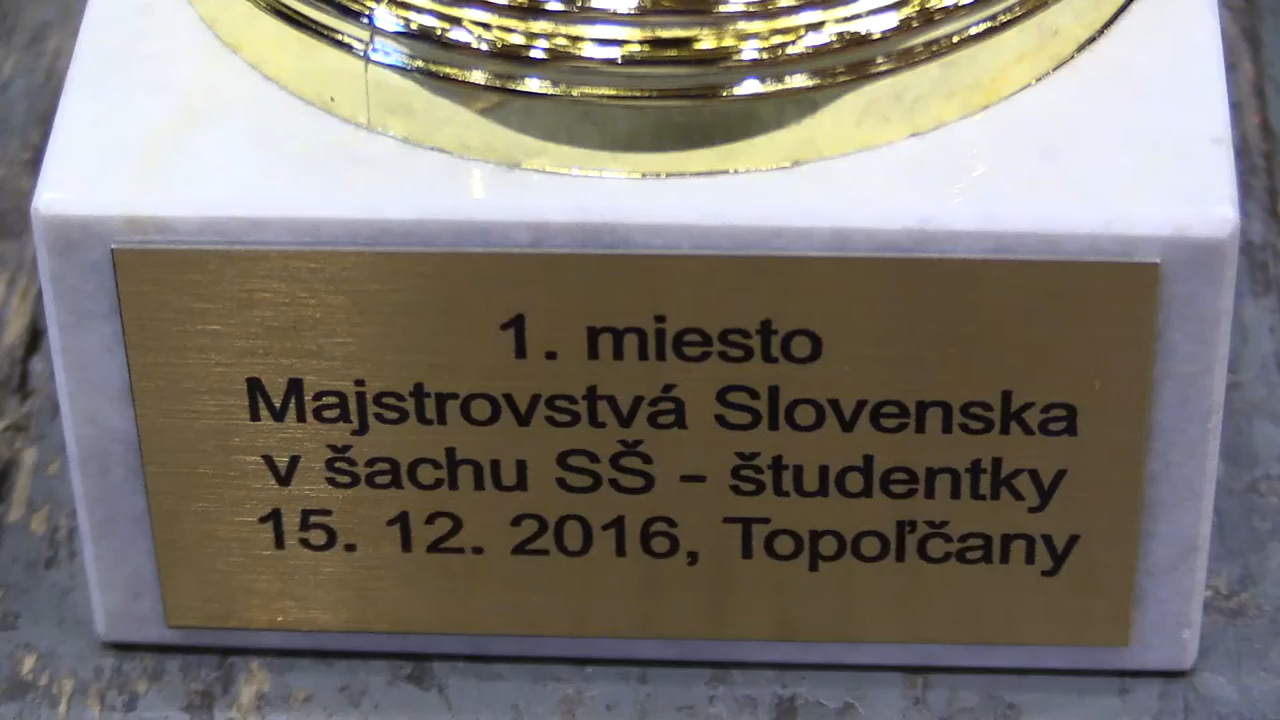 1. miesto
Majstrovstvá Slovenska
v šachu SŠ - študentky
15. 12. 2016, Topoľčany